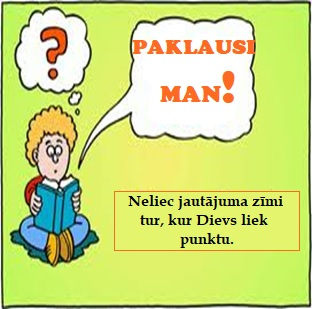 ?
PAKLAUSI
MAN!
Neliec jautājuma zīmi
tur, kur Dievs liek
punktu.